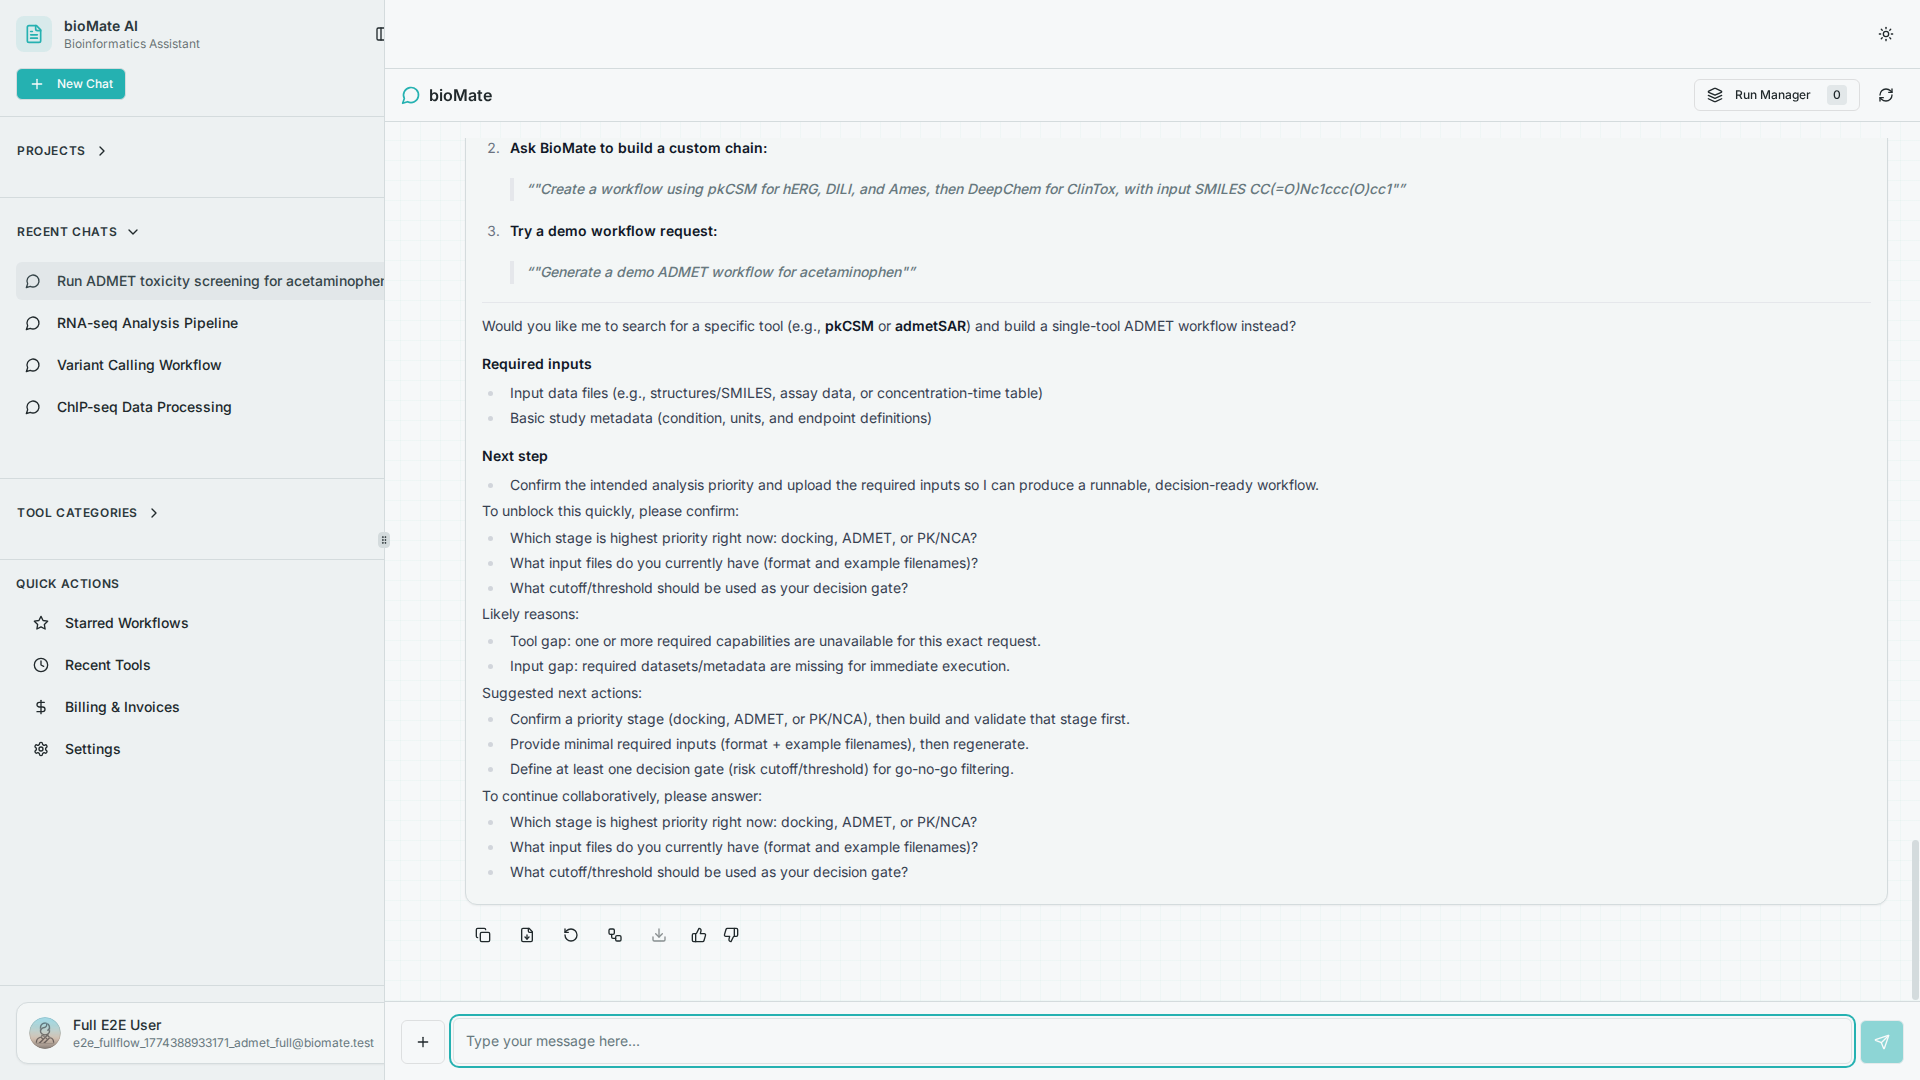 bioMate AI
Bioinformatics Assistant
New Chat
PROJECTS
RECENT CHATS
Run ADMET toxicity screening for acetaminophen
RNA-seq Analysis Pipeline
Variant Calling Workflow
ChIP-seq Data Processing
TOOL CATEGORIES
QUICK ACTIONS
Starred Workflows
Recent Tools
Billing & Invoices
Settings
Full E2E User
e2e_fullflow_1774388933171_admet_full@biomate.test
bioMate
Run Manager 0
2. Ask BioMate to build a custom chain:
“"Create a workflow using pkCSM for hERG, DILI, and Ames, then DeepChem for ClinTox, with input SMILES CC(=O)Nc1ccc(O)cc1"”
3. Try a demo workflow request:
“"Generate a demo ADMET workflow for acetaminophen"”
Would you like me to search for a specific tool (e.g., pkCSM or admetSAR) and build a single-tool ADMET workflow instead?
Required inputs
Input data files (e.g., structures/SMILES, assay data, or concentration-time table)
Basic study metadata (condition, units, and endpoint definitions)
Next step
Confirm the intended analysis priority and upload the required inputs so I can produce a runnable, decision-ready workflow.
To unblock this quickly, please confirm:
Which stage is highest priority right now: docking, ADMET, or PK/NCA?
What input files do you currently have (format and example filenames)?
What cutoff/threshold should be used as your decision gate?
Likely reasons:
Tool gap: one or more required capabilities are unavailable for this exact request.
Input gap: required datasets/metadata are missing for immediate execution.
Suggested next actions:
Confirm a priority stage (docking, ADMET, or PK/NCA), then build and validate that stage first.
Provide minimal required inputs (format + example filenames), then regenerate.
Define at least one decision gate (risk cutoff/threshold) for go-no-go filtering.
To continue collaboratively, please answer:
Which stage is highest priority right now: docking, ADMET, or PK/NCA?
What input files do you currently have (format and example filenames)?
What cutoff/threshold should be used as your decision gate?
Type your message here...